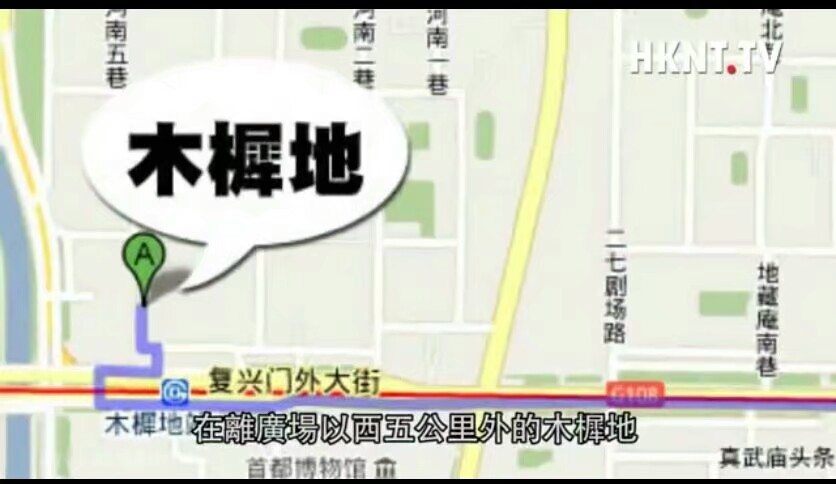 河南五巷
河南二巷
河南一巷
庵北巷
HKNT.TV
木樨地
A
二七剧场路
地藏庵南巷
复兴门外大街
G108
木樨地
在離廣場以西五公里外的木樨地
首都博物馆
真武庙头条